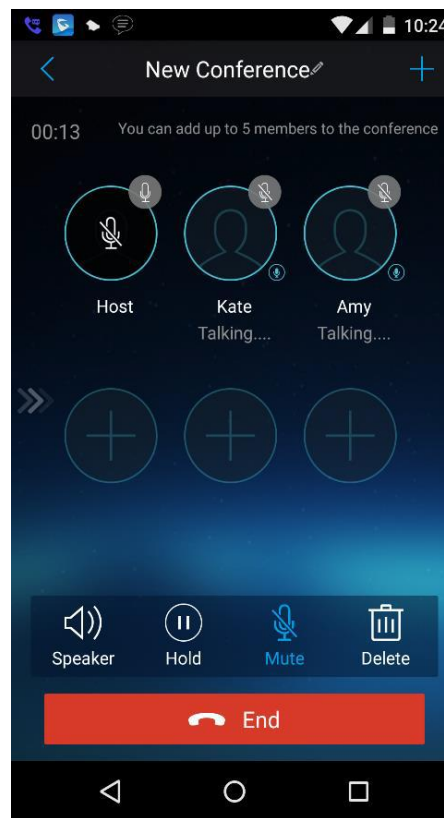 10:24
New Conference
00:13 You can add up to 5 members to the conference
Host Kate Amy
Talking.... Talking....
Speaker Hold Mute Delete
End